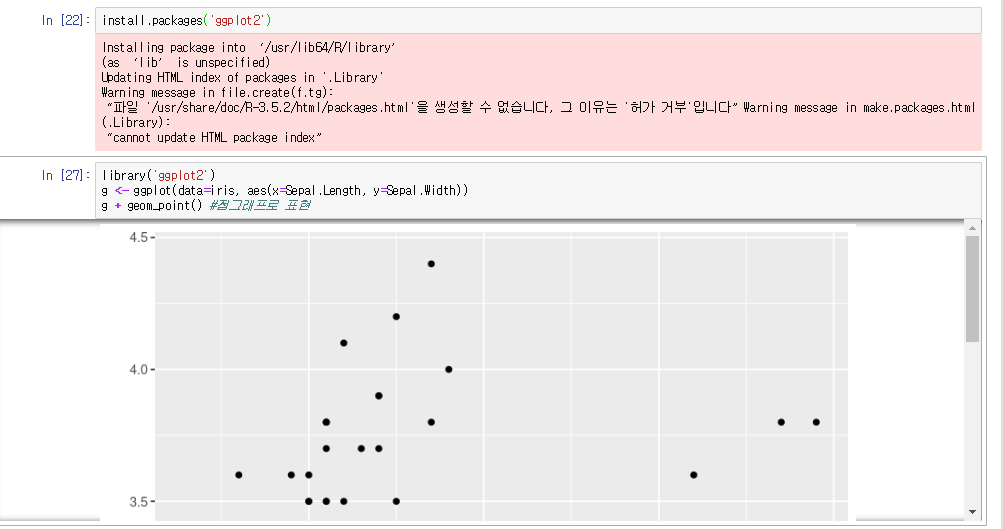 In [22]: install.packages('ggplot2')
Installing package into ‘/usr/lib64/R/library’
(as ‘lib’ is unspecified)
Updating HTML index of packages in '.Library'
Warning message in file.create(f.tg):
“파일 '/usr/share/doc/R-3.5.2/html/packages.html'을 생성할 수 없습니다, 그 이유는 '허가 거부'입니다” Warning message in make.packages.html
(.Library):
“cannot update HTML package index”
In [27]: library('ggplot2')
g <- ggplot(data=iris, aes(x=Sepal.Length, y=Sepal.Width))
g + geom_point() #점그래프로 표현
4.5
4.0
3.5